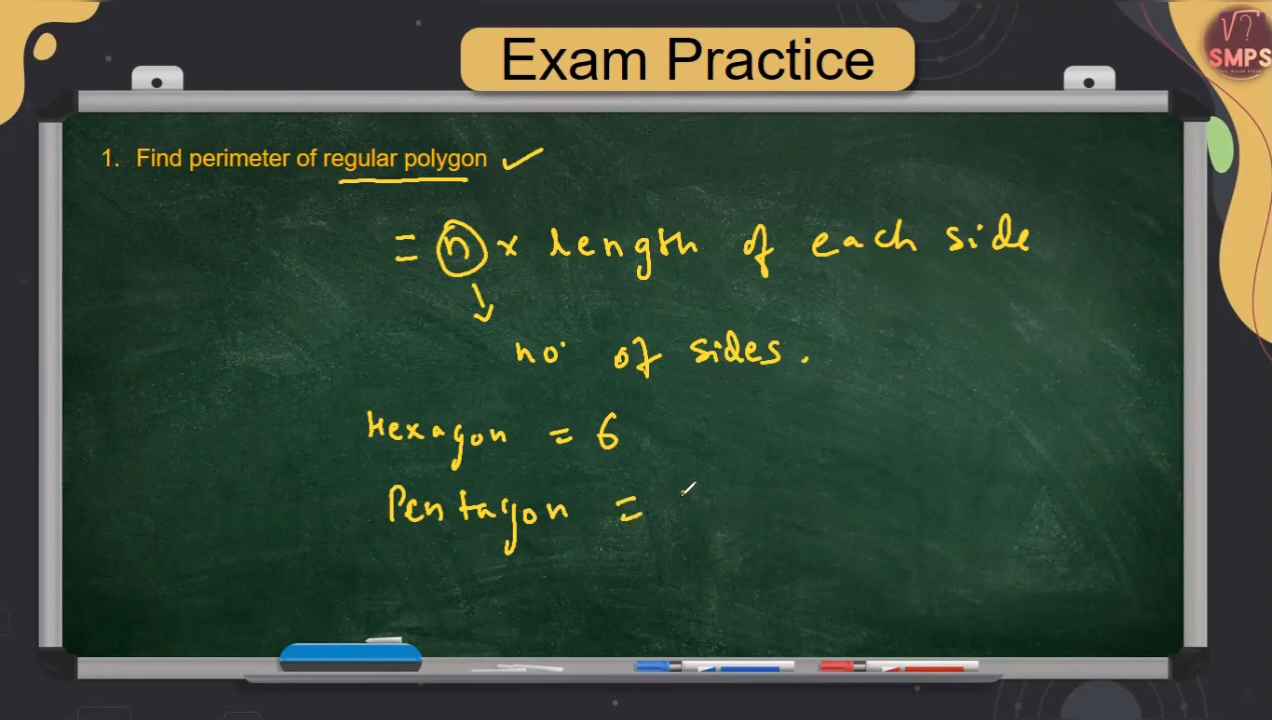 Exam Practice
√?
SMPS
1. Find perimeter of regular polygon ✓
= n × length of each side
↓
no. of sides.
Hexagon = 6
Pentagon =